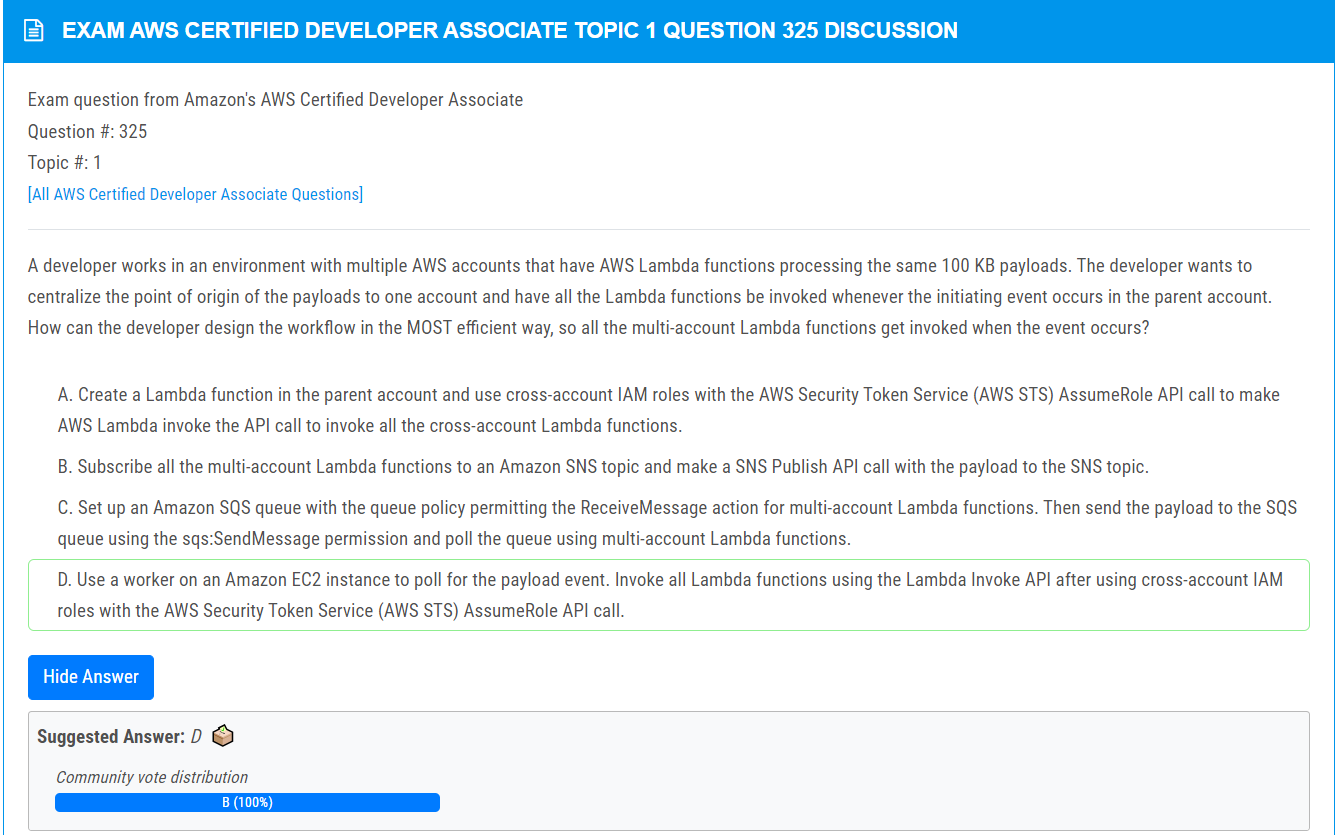 EXAM AWS CERTIFIED DEVELOPER ASSOCIATE TOPIC 1 QUESTION 325 DISCUSSION
Exam question from Amazon's AWS Certified Developer Associate
Question #: 325
Topic #: 1
[All AWS Certified Developer Associate Questions]
A developer works in an environment with multiple AWS accounts that have AWS Lambda functions processing the same 100 KB payloads. The developer wants to
centralize the point of origin of the payloads to one account and have all the Lambda functions be invoked whenever the initiating event occurs in the parent account.
How can the developer design the workflow in the MOST efficient way, so all the multi-account Lambda functions get invoked when the event occurs?
A. Create a Lambda function in the parent account and use cross-account IAM roles with the AWS Security Token Service (AWS STS) AssumeRole API call to make
AWS Lambda invoke the API call to invoke all the cross-account Lambda functions.
B. Subscribe all the multi-account Lambda functions to an Amazon SNS topic and make a SNS Publish API call with the payload to the SNS topic.
C. Set up an Amazon SQS queue with the queue policy permitting the ReceiveMessage action for multi-account Lambda functions. Then send the payload to the SQS
queue using the sqs:SendMessage permission and poll the queue using multi-account Lambda functions.
D. Use a worker on an Amazon EC2 instance to poll for the payload event. Invoke all Lambda functions using the Lambda Invoke API after using cross-account IAM
roles with the AWS Security Token Service (AWS STS) AssumeRole API call.
Hide Answer
Suggested Answer: D
Community vote distribution
B (100%)